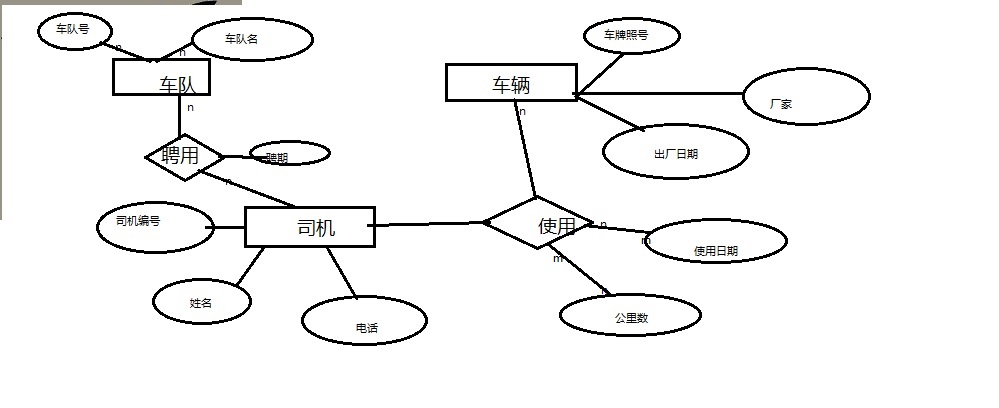 车队号
车队名
n
n
车队
n
聘用
聘期
n
司机编号
司机
姓名
电话
车牌照号
车辆
厂家
n
出厂日期
使用
n
m
使用日期
m
公里数